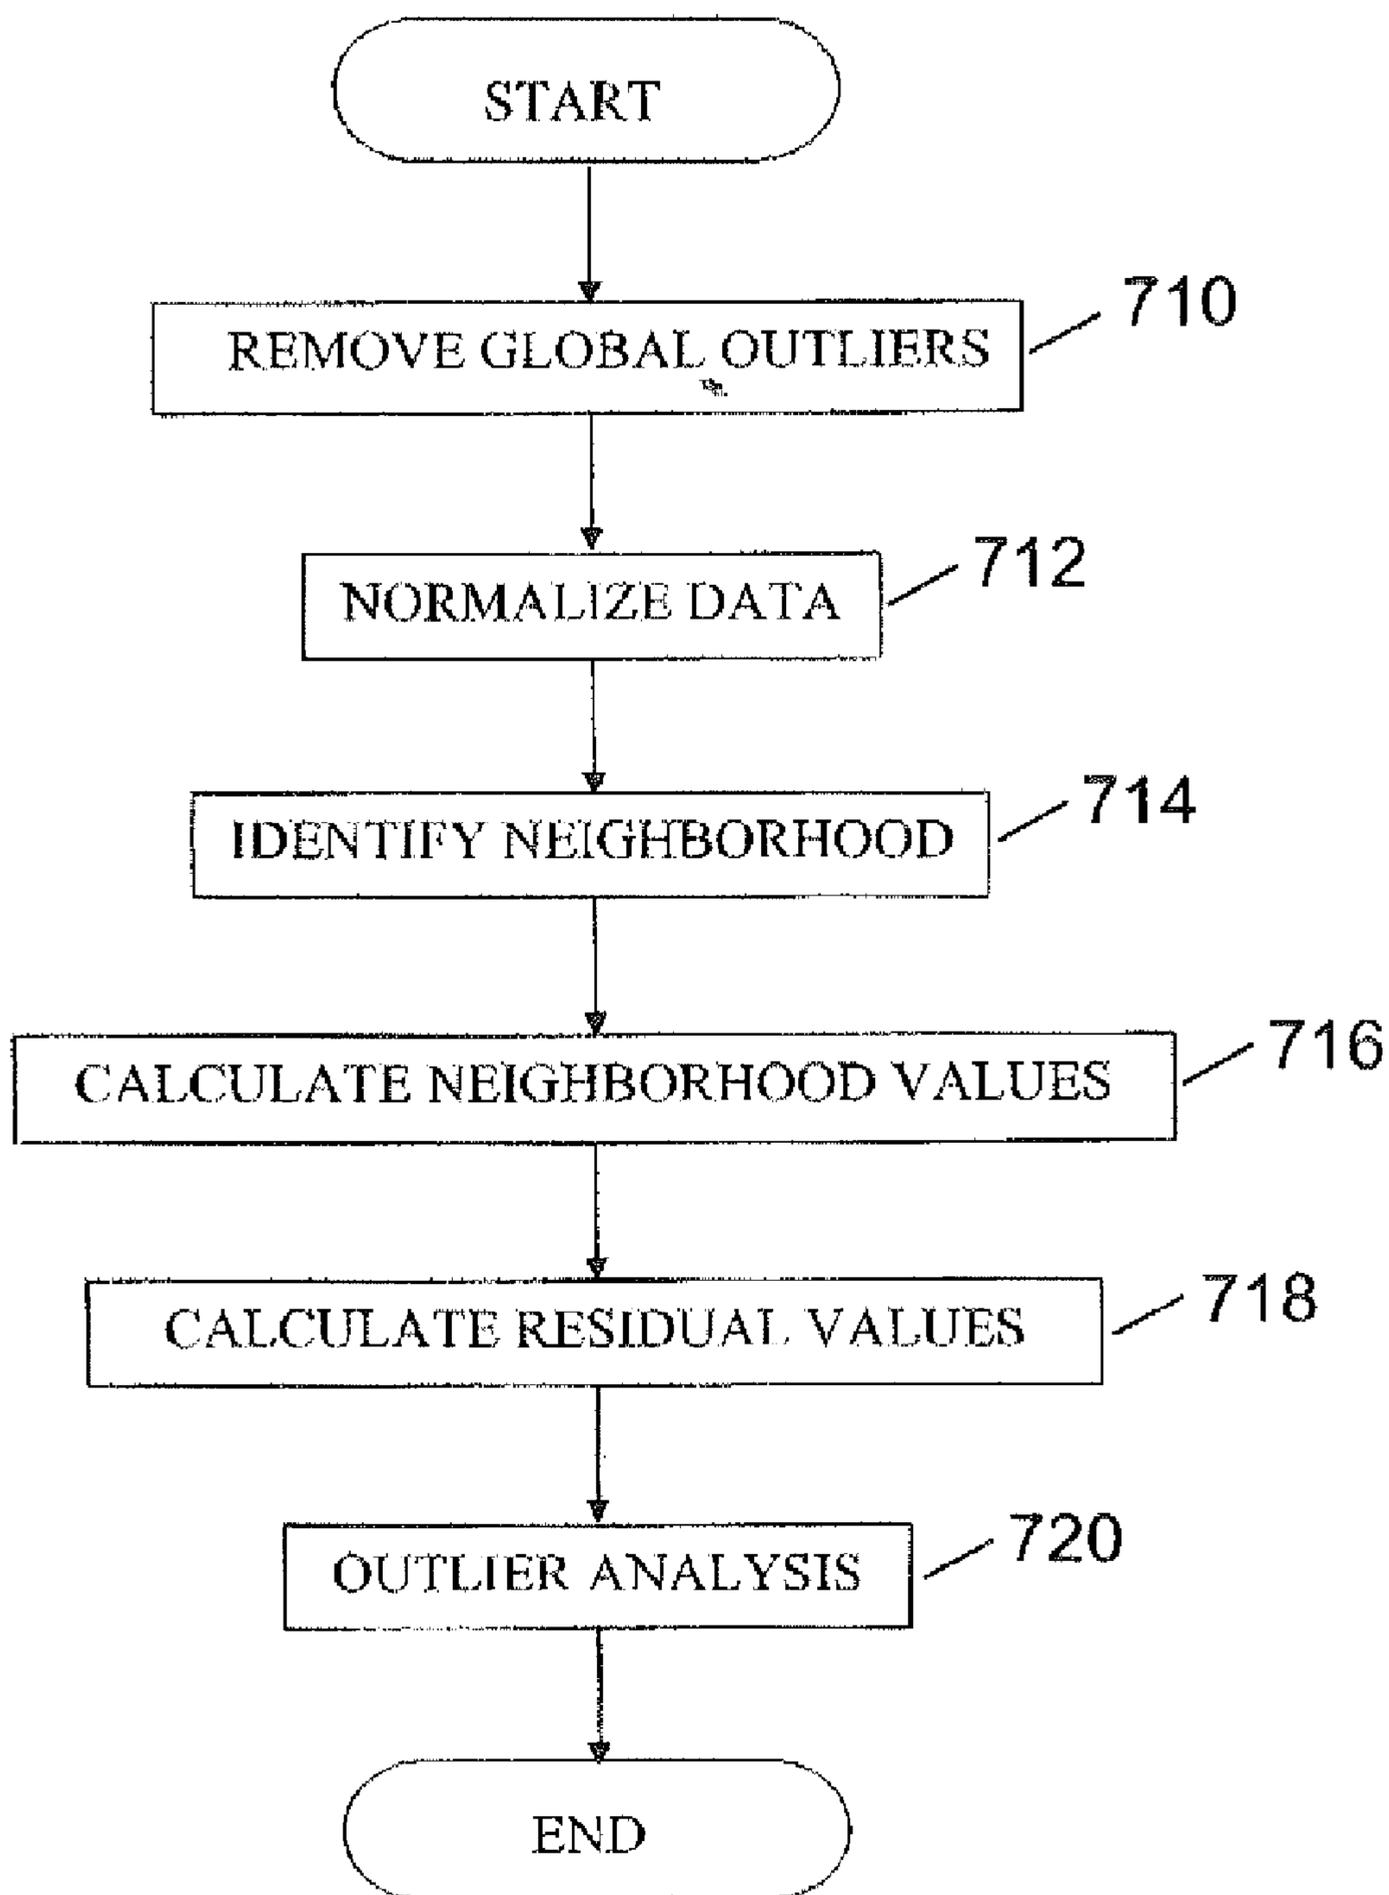 START
REMOVE GLOBAL OUTLIERS
710
NORMALIZE DATA
712
IDENTIFY NEIGHBORHOOD
714
CALCULATE NEIGHBORHOOD VALUES
716
CALCULATE RESIDUAL VALUES
718
OUTLIER ANALYSIS
720
END